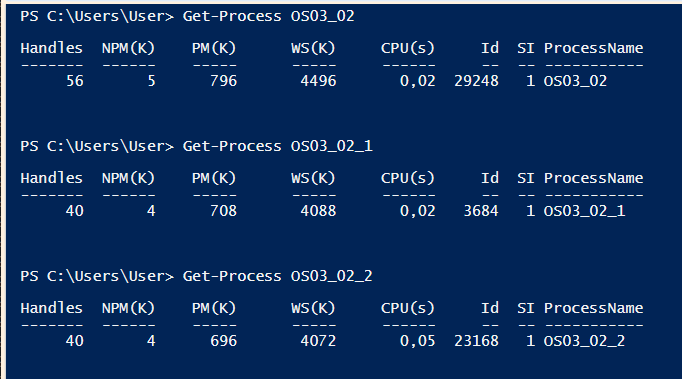 PS C:\Users\User> Get-Process OS03_02
Handles  NPM(K)    PM(K)      WS(K)     CPU(s)     Id  SI ProcessName
-------  ------    -----      -----     ------     --  -- -----------
     56       5      796       4496       0,02  29248   1 OS03_02
PS C:\Users\User> Get-Process OS03_02_1
Handles  NPM(K)    PM(K)      WS(K)     CPU(s)     Id  SI ProcessName
-------  ------    -----      -----     ------     --  -- -----------
     40       4      708       4088       0,02   3684   1 OS03_02_1
PS C:\Users\User> Get-Process OS03_02_2
Handles  NPM(K)    PM(K)      WS(K)     CPU(s)     Id  SI ProcessName
-------  ------    -----      -----     ------     --  -- -----------
     40       4      696       4072       0,05  23168   1 OS03_02_2